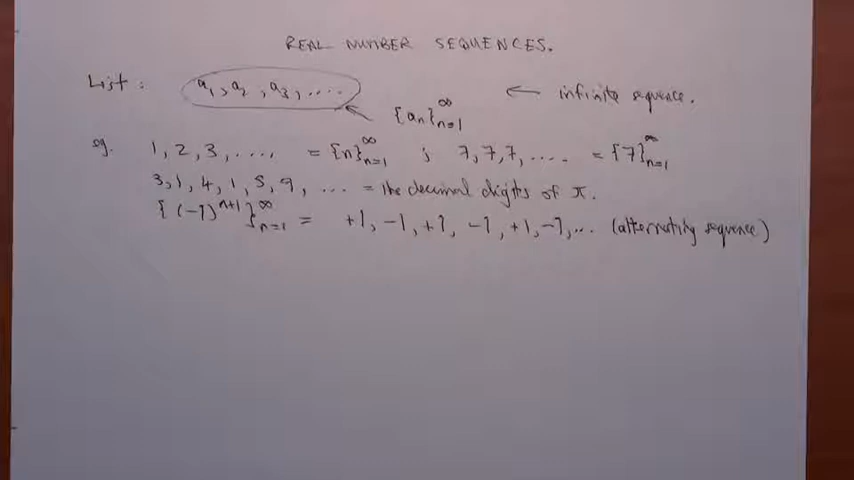 REAL NUMBER SEQUENCES.
List : a₁, a₂, a₃, .... {aₙ}ₙ₌₁^∞ ← infinite sequence.
eg. 1, 2, 3, .... = {n}ₙ₌₁^∞ ; 7, 7, 7, .... = {7}ₙ₌₁^∞
3, 1, 4, 1, 5, 9, ... = the decimal digits of π.
{(-1)ⁿ⁺¹}ₙ₌₁^∞ = +1, -1, +1, -1, +1, -1, ... (alternating sequence)